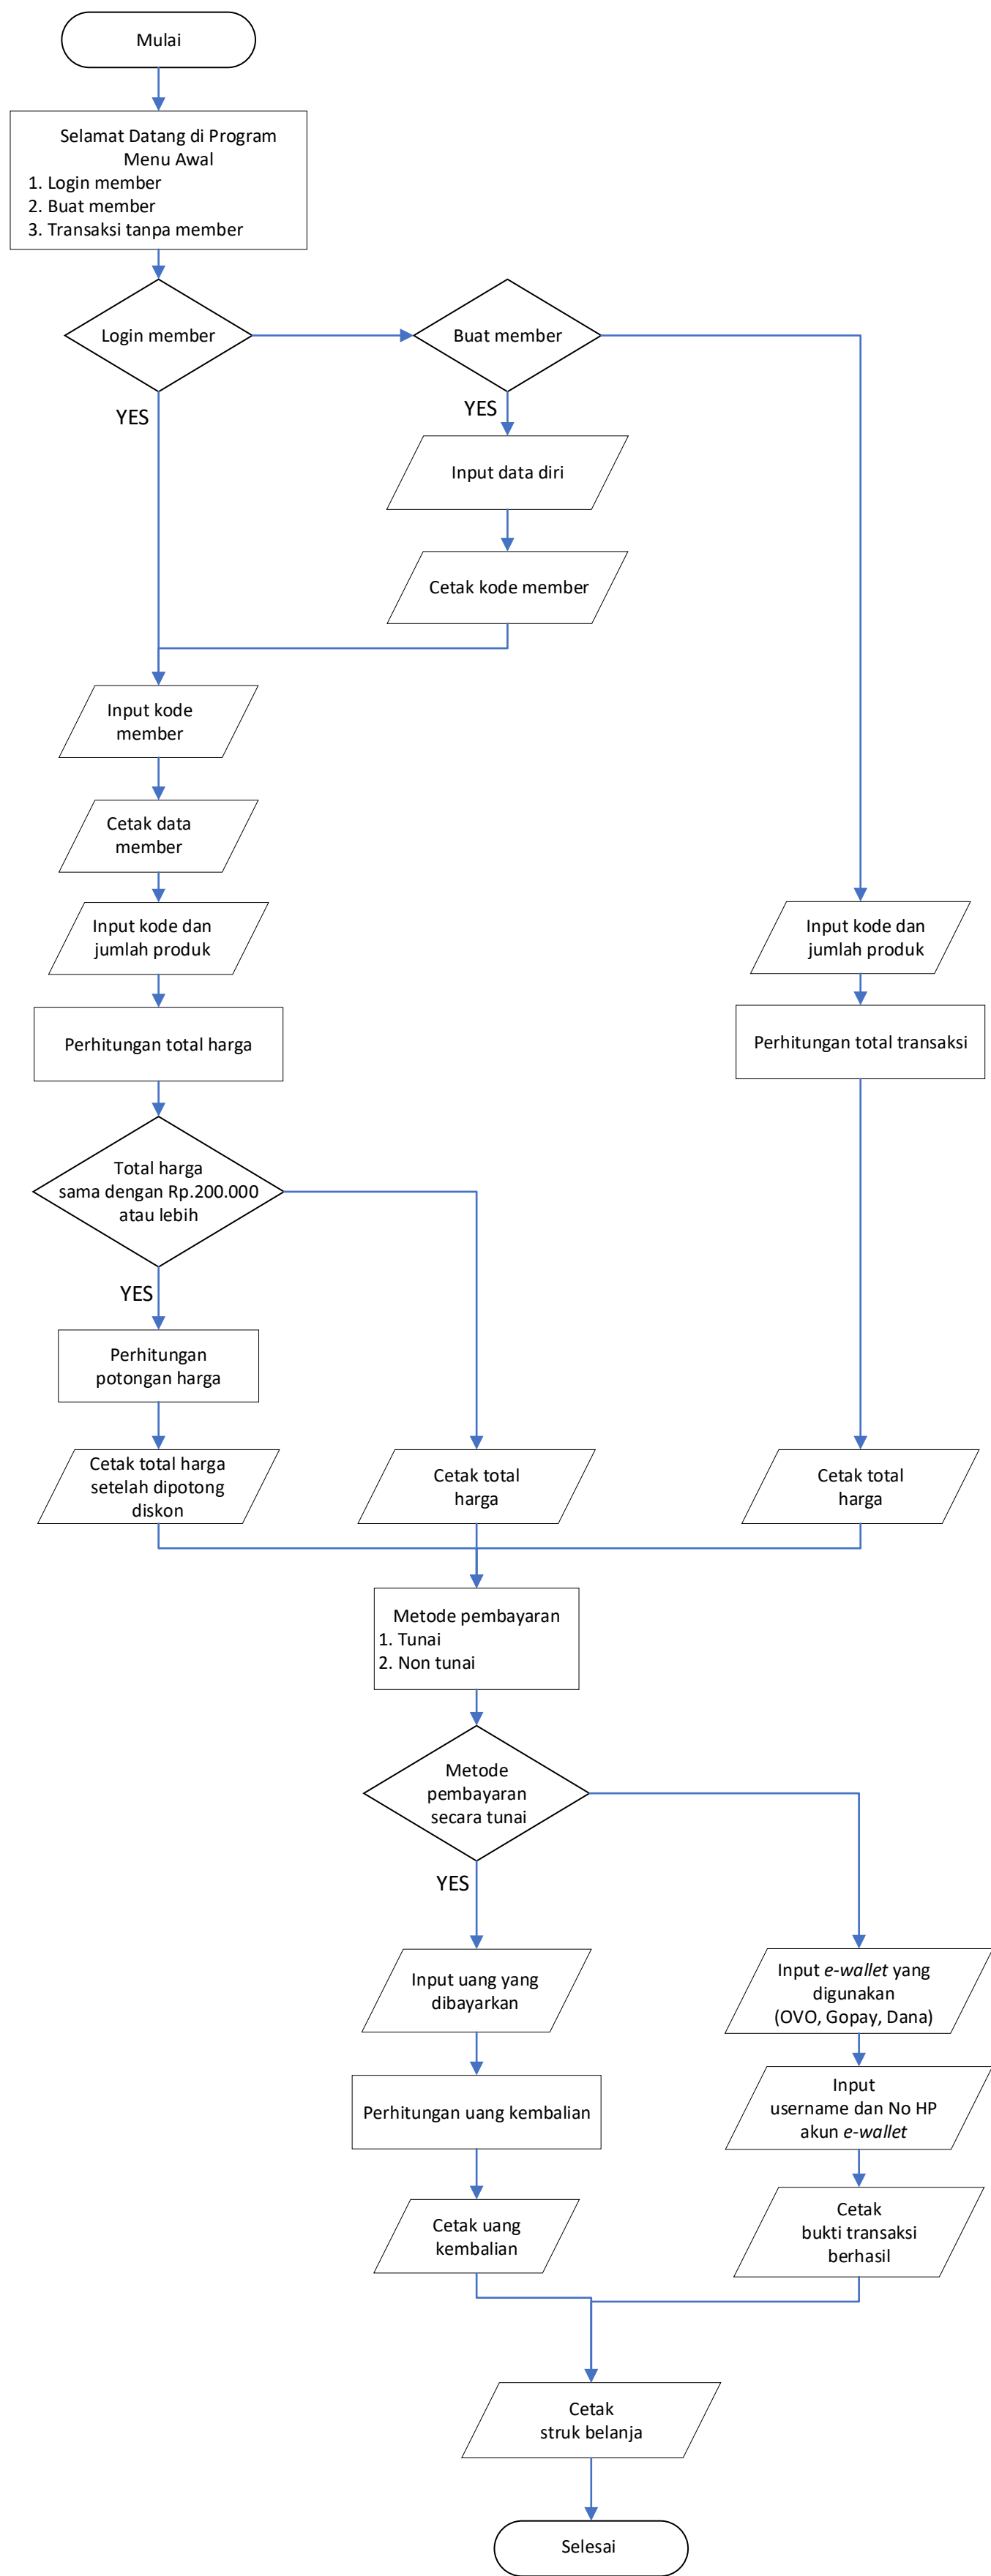 Mulai
Selamat Datang di Program
Menu Awal
1. Login member
2. Buat member
3. Transaksi tanpa member
Login member
Buat member
YES
YES
Input data diri
Cetak kode member
Input kode
member
Cetak data
member
Input kode dan
jumlah produk
Input kode dan
jumlah produk
Perhitungan total harga
Perhitungan total transaksi
Total harga
sama dengan Rp.200.000
atau lebih
YES
Perhitungan
potongan harga
Cetak total harga
setelah dipotong
diskon
Cetak total
harga
Cetak total
harga
Metode pembayaran
1. Tunai
2. Non tunai
Metode
pembayaran
secara tunai
YES
Input uang yang
dibayarkan
Input e-wallet yang
digunakan
(OVO, Gopay, Dana)
Perhitungan uang kembalian
Input
username dan No HP
akun e-wallet
Cetak uang
kembalian
Cetak
bukti transaksi
berhasil
Cetak
struk belanja
Selesai